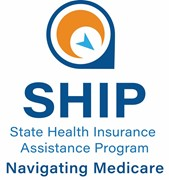 SHIP
State Health Insurance
Assistance Program
Navigating Medicare